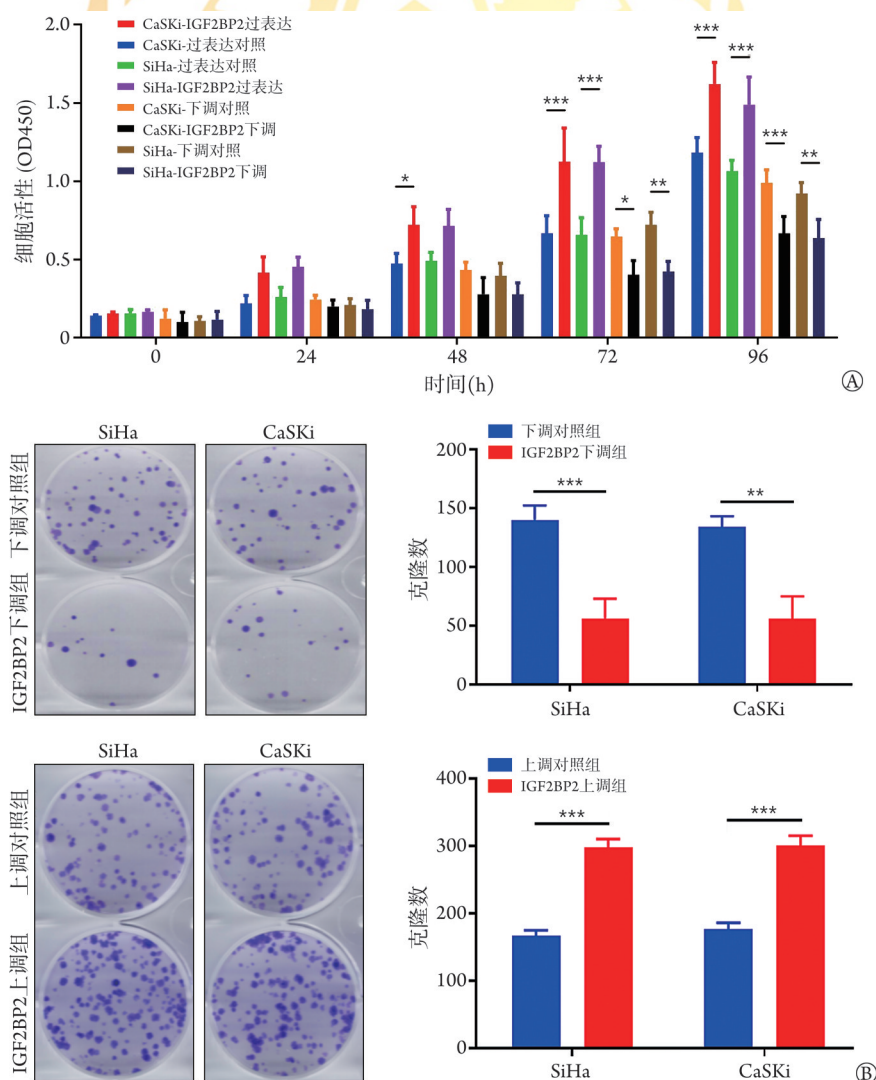 2.0
1.5
1.0
0.5
0
细胞活性 (OD450)
CaSKi-IGF2BP2过表达
CaSKi-过表达对照
SiHa-过表达对照
SiHa-IGF2BP2过表达
CaSKi-下调对照
CaSKi-IGF2BP2下调
SiHa-下调对照
SiHa-IGF2BP2下调
*
***
***
*
**
***
***
***
**
0
24
48
72
96
时间(h)
Ⓐ
SiHa
CaSKi
下调对照组
IGF2BP2下调组
下调对照组
IGF2BP2下调组
200
150
100
50
0
克隆数
***
**
SiHa
CaSKi
SiHa
CaSKi
上调对照组
IGF2BP2上调组
上调对照组
IGF2BP2上调组
400
300
200
100
0
克隆数
***
***
SiHa
CaSKi
Ⓑ